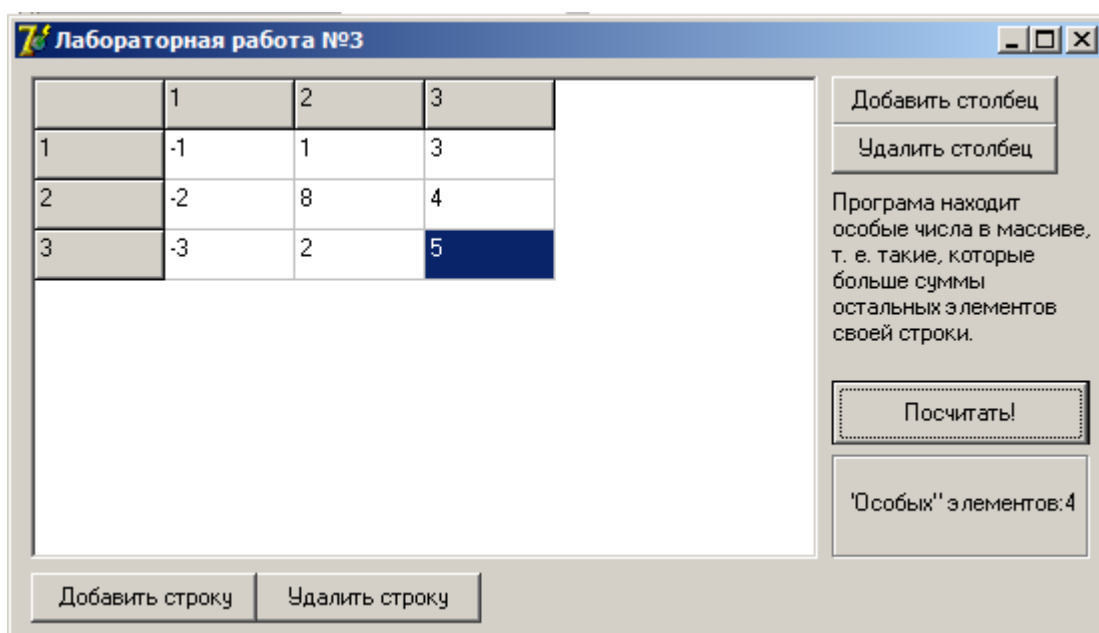 Лабораторная работа №3
1 2 3
1 -1 1 3
2 -2 8 4
3 -3 2 5
Добавить столбец
Удалить столбец
Програма находит
особые числа в массиве,
т. е. такие, которые
больше суммы
остальных элементов
своей строки.
Посчитать!
'Особых" элементов:4
Добавить строку Удалить строку